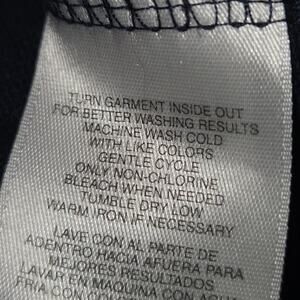 TURN GARMENT INSIDE OUT
FOR BETTER WASHING RESULTS
MACHINE WASH COLD
WITH LIKE COLORS
GENTLE CYCLE
ONLY NON-CHLORINE
BLEACH WHEN NEEDED
TUMBLE DRY LOW
WARM IRON IF NECESSARY
LAVE CON AL PARTE DE
ADENTRO HACIA AFUERA PARA
MEJORES RESULTADOS
LAVAR EN MAQUINA CON
FRIA CON